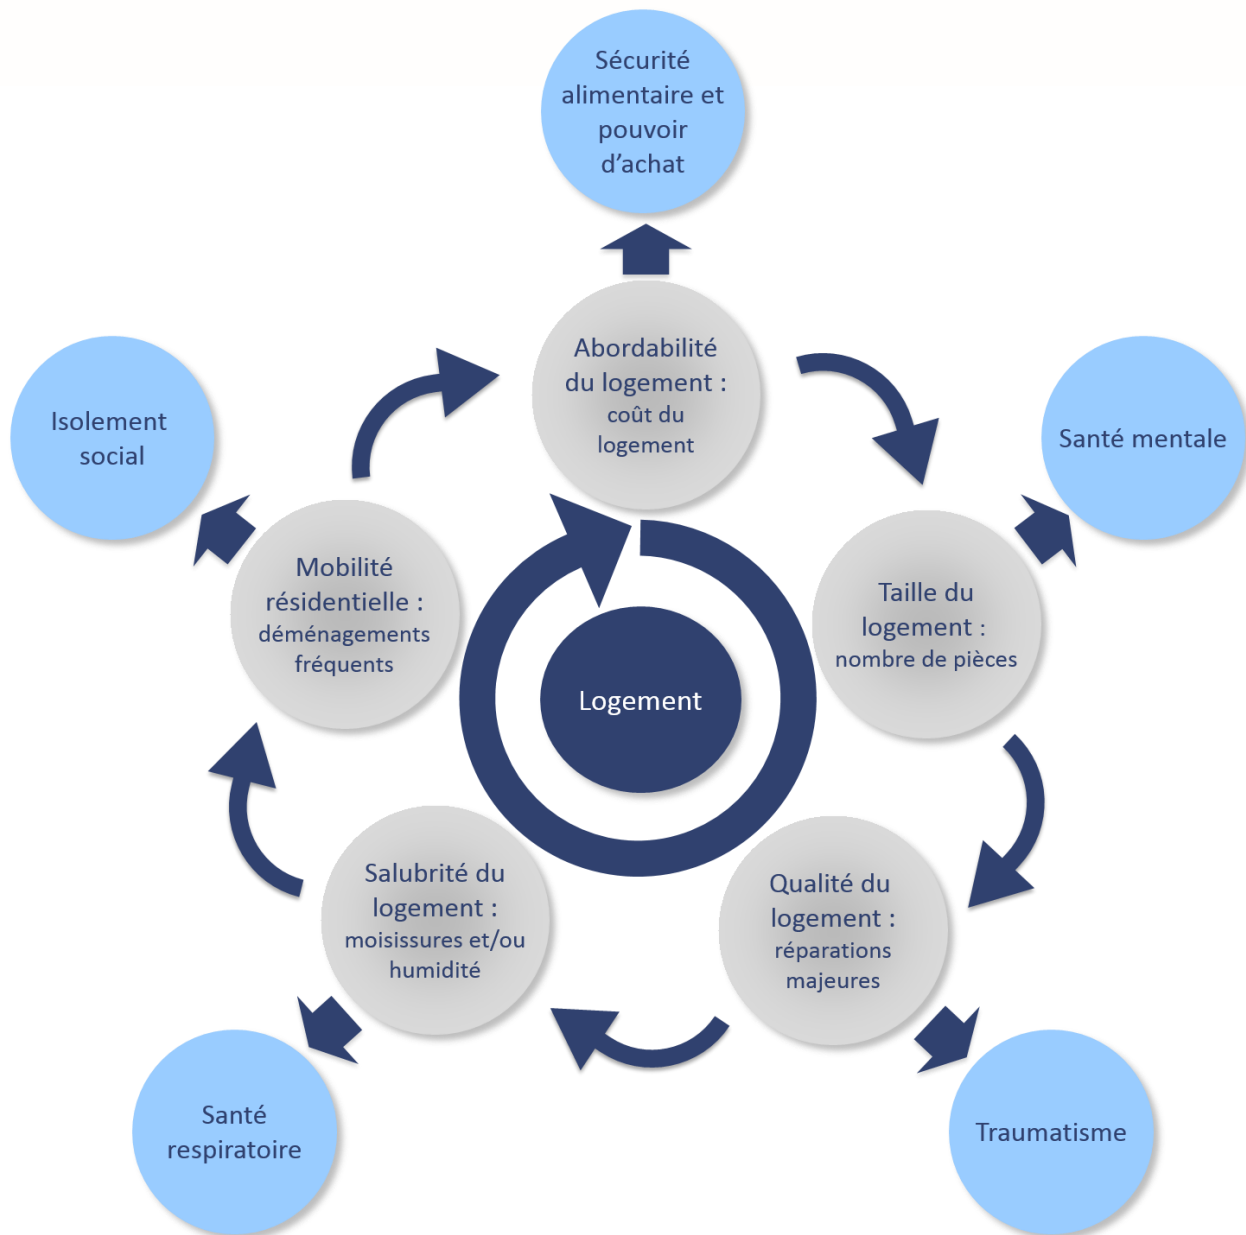 Sécurité
alimentaire et
pouvoir
d’achat
Abordabilité
du logement :
coût du
logement
Isolement
social
Santé mentale
Mobilité
résidentielle :
déménagements
fréquents
Taille du
logement :
nombre de pièces
Logement
Salubrité du
logement :
moisissures et/ou
humidité
Qualité du
logement :
réparations
majeures
Santé
respiratoire
Traumatisme